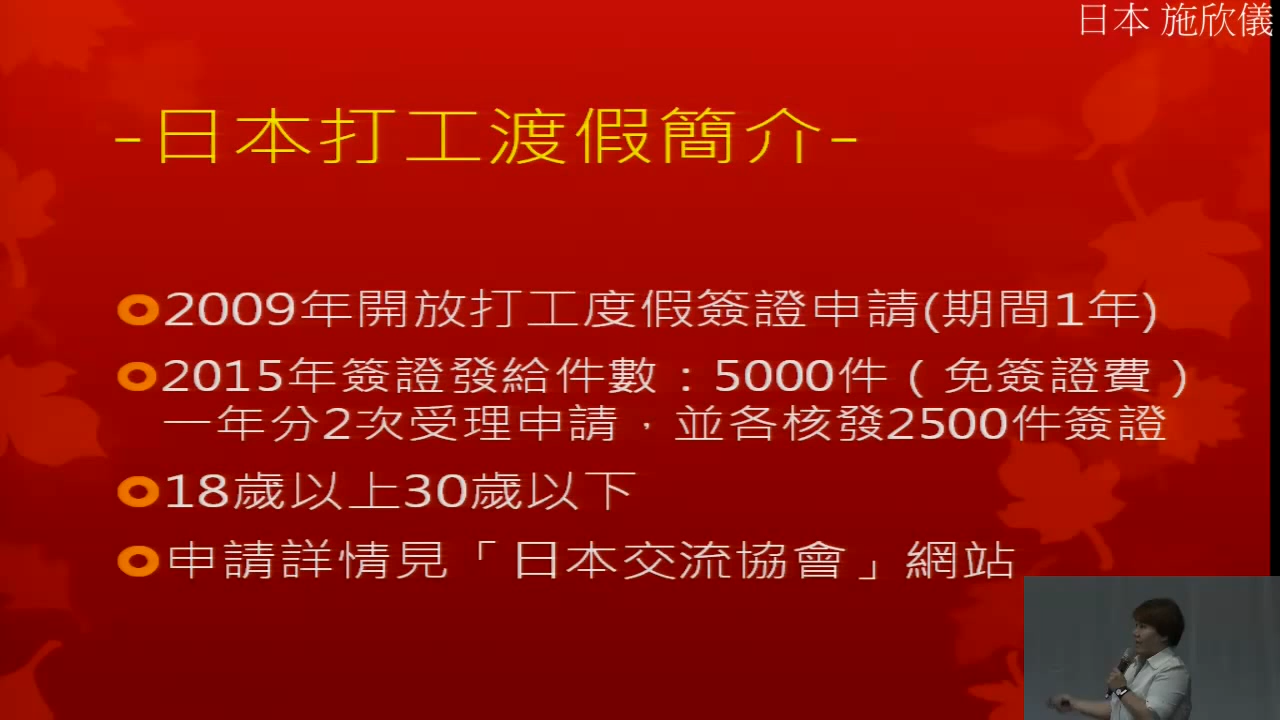 日本 施欣儀
-日本打工渡假簡介-
2009年開放打工度假簽證申請(期間1年)
2015年簽證發給件數：5000件（免簽證費）
一年分2次受理申請，並各核發2500件簽證
18歲以上30歲以下
申請詳情見「日本交流協會」網站